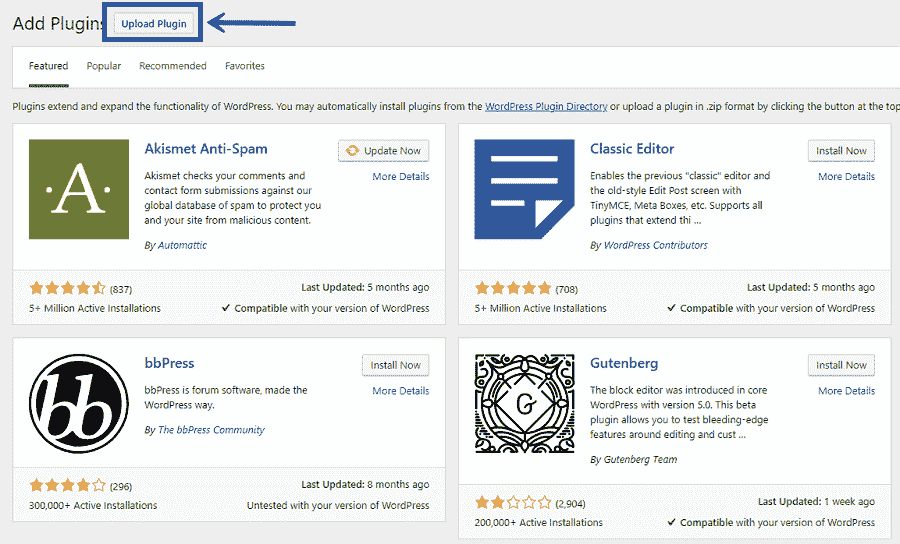 Add Plugins
Upload Plugin
Featured Popular Recommended Favorites
Plugins extend and expand the functionality of WordPress. You may automatically install plugins from the WordPress Plugin Directory or upload a plugin in .zip format by clicking the button at the top
A
Akismet Anti-Spam
Update Now
More Details
Akismet checks your comments and
contact form submissions against our
global database of spam to protect you
and your site from malicious content.
By Automattic
(837)
5+ Million Active Installations
Last Updated: 5 months ago
Compatible with your version of WordPress
Classic Editor
Install Now
More Details
Enables the previous "classic" editor and
the old-style Edit Post screen with
TinyMCE, Meta Boxes, etc. Supports all
plugins that extend thi ...
By WordPress Contributors
(708)
5+ Million Active Installations
Last Updated: 5 months ago
Compatible with your version of WordPress
bb
bbPress
Install Now
More Details
bbPress is forum software, made the
WordPress way.
By The bbPress Community
(296)
300,000+ Active Installations
Last Updated: 8 months ago
Untested with your version of WordPress
G
Gutenberg
Install Now
More Details
The block editor was introduced in core
WordPress with version 5.0. This beta
plugin allows you to test bleeding-edge
features around editing and cust ...
By Gutenberg Team
(2,904)
200,000+ Active Installations
Last Updated: 1 week ago
Compatible with your version of WordPress